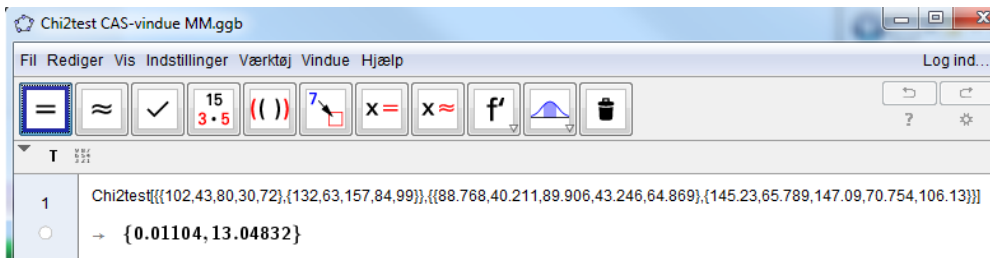 Chi2test CAS-vindue MM.ggb
Fil Rediger Vis Indstillinger Værktøj Vindue Hjælp Log ind...
= ≈ ✓ 15 3·5 (( )) 7 x = x ≈ f'
?
T
1 Chi2test[{{102,43,80,30,72},{132,63,157,84,99}},{{88.768,40.211,89.906,43.246,64.869},{145.23,65.789,147.09,70.754,106.13}}]
→ {0.01104,13.04832}